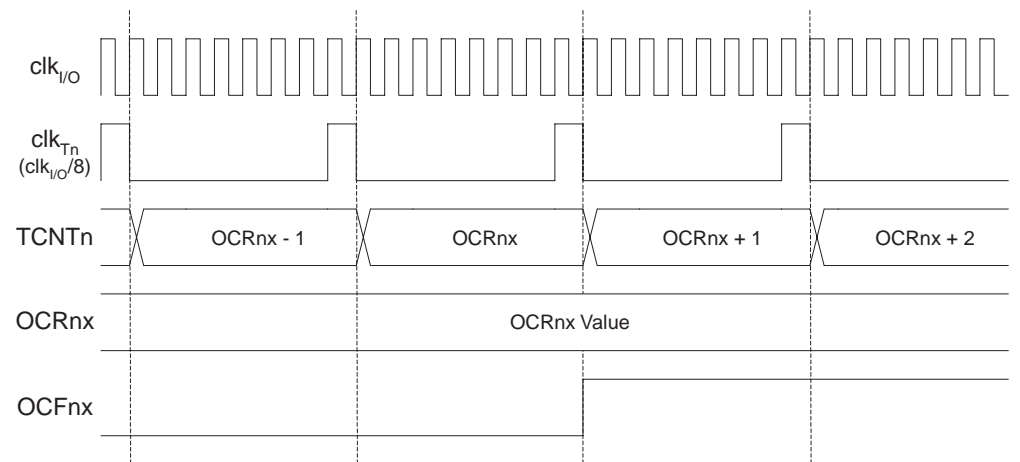 clkI/O
clkTn
(clkI/O/8)
TCNTn
OCRnx - 1
OCRnx
OCRnx + 1
OCRnx + 2
OCRnx
OCRnx Value
OCFnx